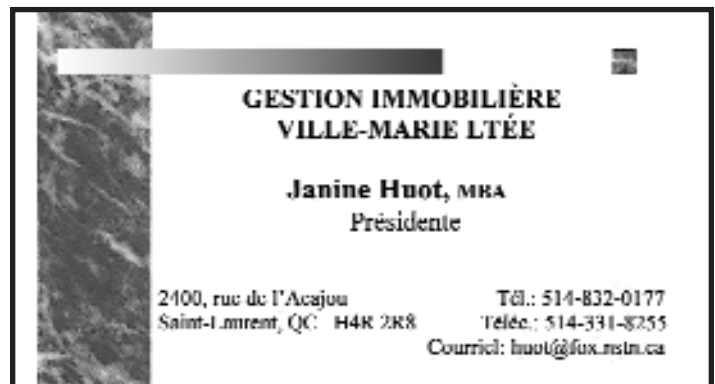 GESTION IMMOBILIÈRE
VILLE-MARIE LTÉE
Janine Huot, MBA
Présidente
2400, rue de l'Acajou
Saint-Laurent, QC H4R 2R8
Tél.: 514-832-0177
Téléc.: 514-331-8255
Courriel: huot@fox.nstn.ca